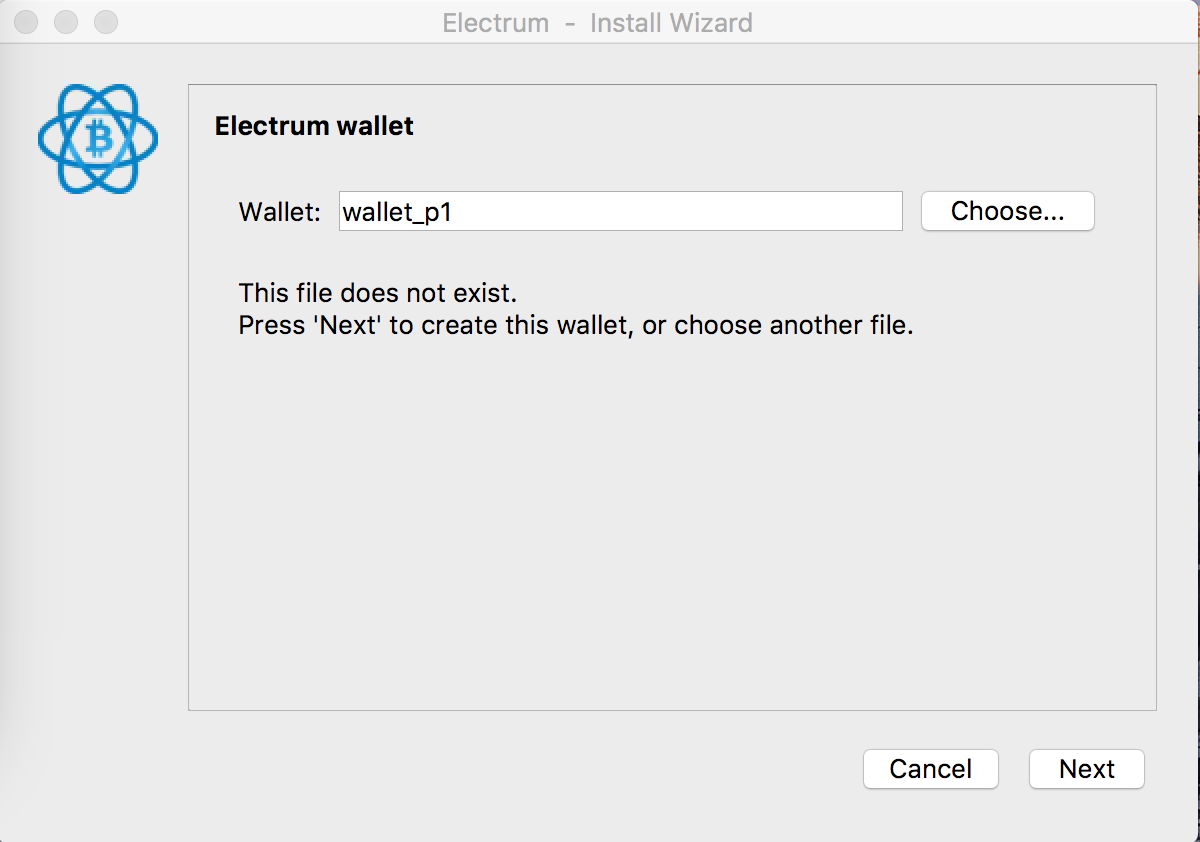 Electrum - Install Wizard
Electrum wallet
Wallet: wallet_p1 Choose...
This file does not exist.
Press 'Next' to create this wallet, or choose another file.
Cancel Next